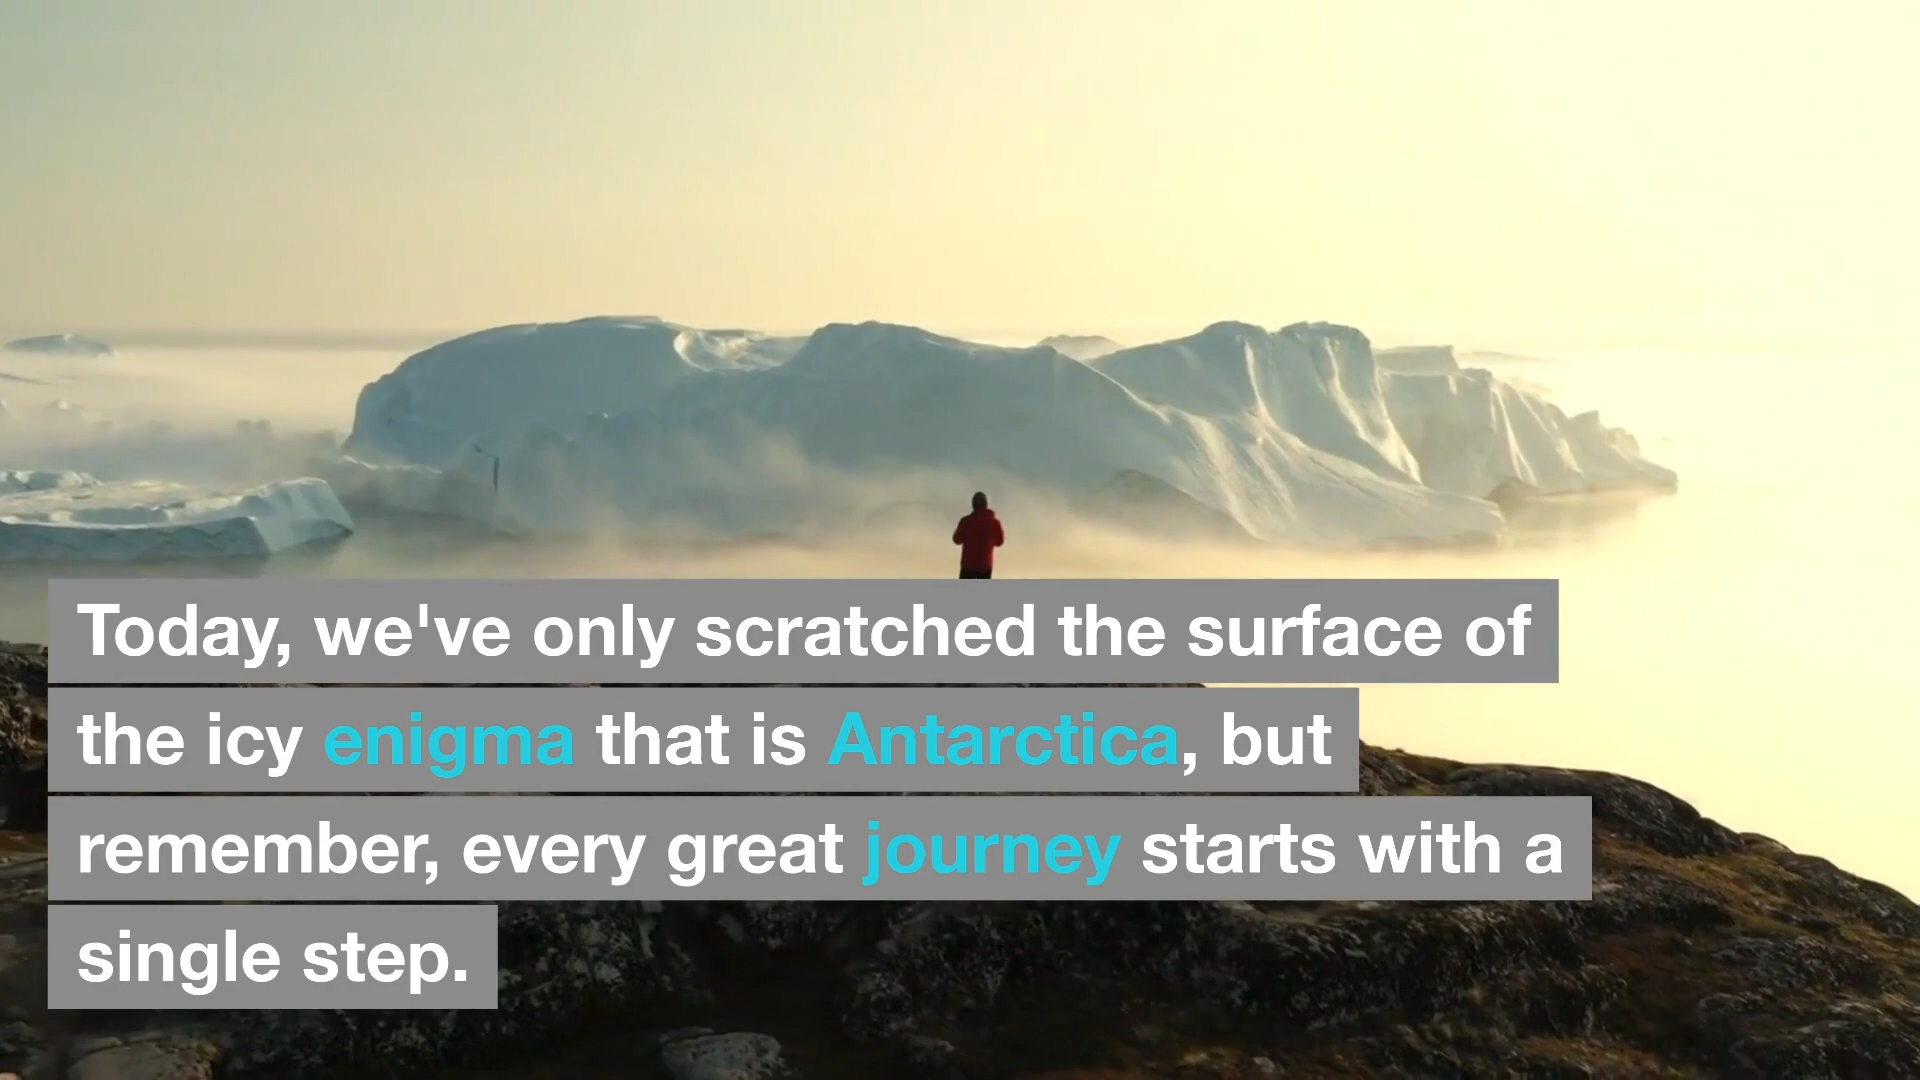 Today, we've only scratched the surface of
the icy enigma that is Antarctica, but
remember, every great journey starts with a
single step.